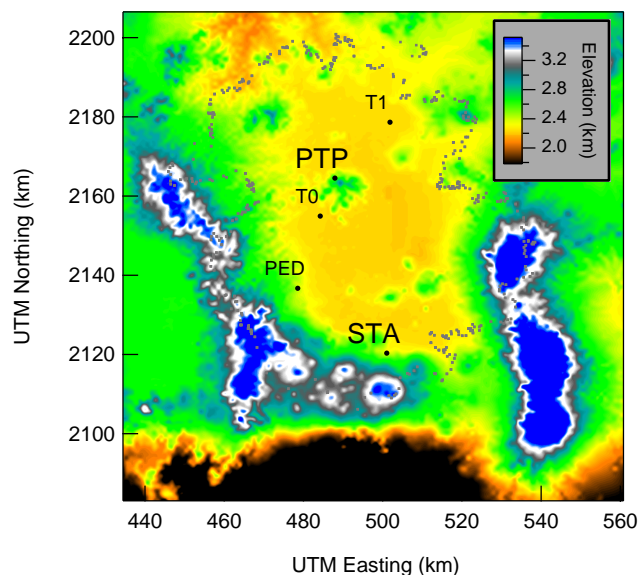 2200
2180
2160
2140
2120
2100
UTM Northing (km)
440
460
480
500
520
540
560
UTM Easting (km)
T1
PTP
T0
PED
STA
3.2
2.8
2.4
2.0
Elevation (km)